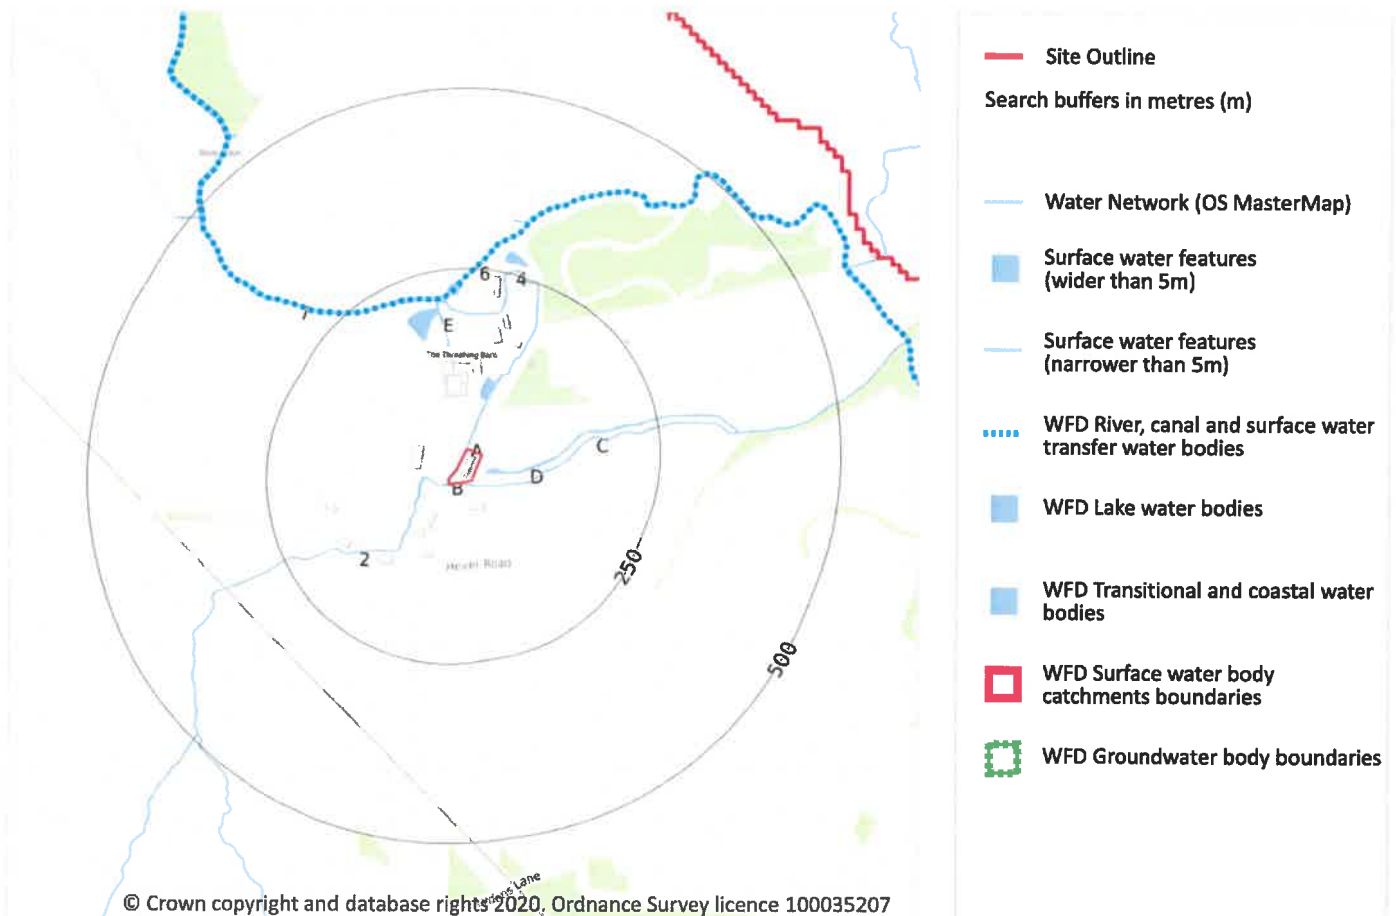 Site Outline
Search buffers in metres (m)
Water Network (OS MasterMap)
Surface water features
(wider than 5m)
Surface water features
(narrower than 5m)
WFD River, canal and surface water
transfer water bodies
WFD Lake water bodies
WFD Transitional and coastal water
bodies
WFD Surface water body
catchments boundaries
WFD Groundwater body boundaries
6
4
E
The Threshing Barn
A
B
C
D
2
Hever Road
250
500
Lane
© Crown copyright and database rights 2020. Ordnance Survey licence 100035207